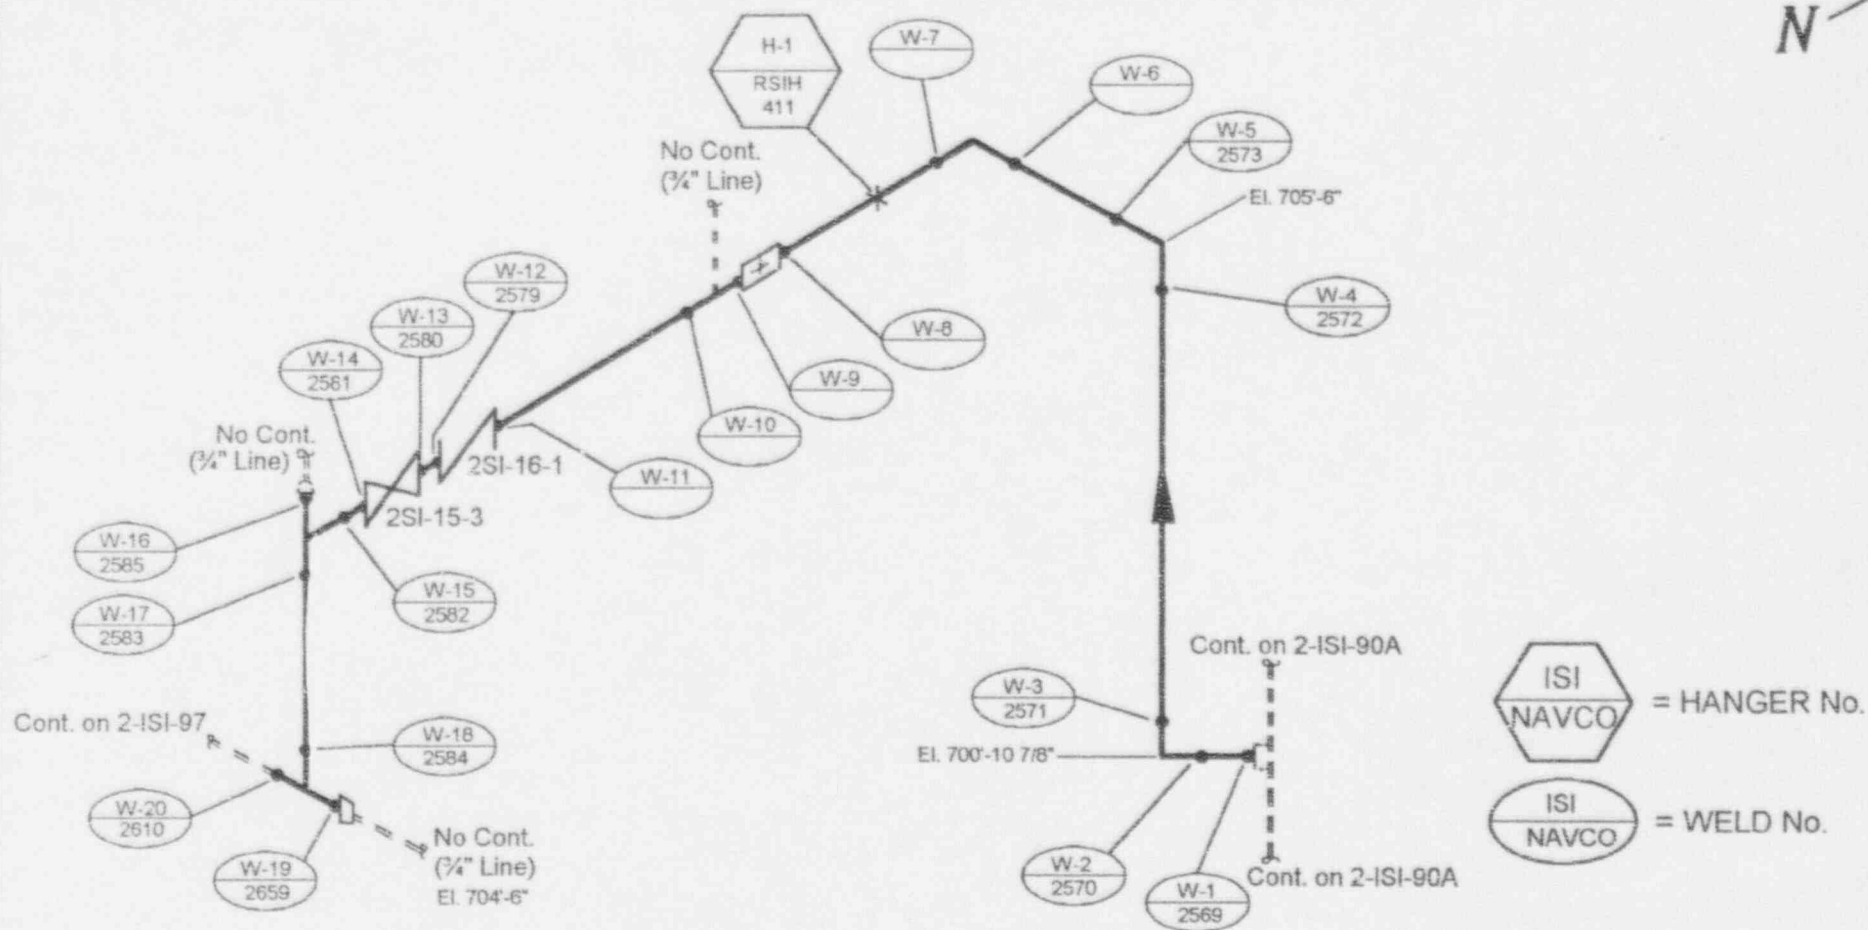 N
H-1
RSIH
411
W-7
W-6
W-5
2573
No Cont.
(¾" Line)
El. 705'-6"
W-12
2579
W-4
2572
W-13
2580
W-8
W-14
2581
W-9
W-10
No Cont.
(¾" Line)
2SI-16-1
W-11
2SI-15-3
W-16
2585
W-15
2582
W-17
2583
Cont. on 2-ISI-90A
W-3
2571
ISI
NAVCO
= HANGER No.
Cont. on 2-ISI-97
W-18
2584
El. 700'-10 7/8"
W-20
2610
ISI
NAVCO
= WELD No.
No Cont.
(¾" Line)
El. 704'-6"
W-19
2659
W-2
2570
W-1
2569
Cont. on 2-ISI-90A